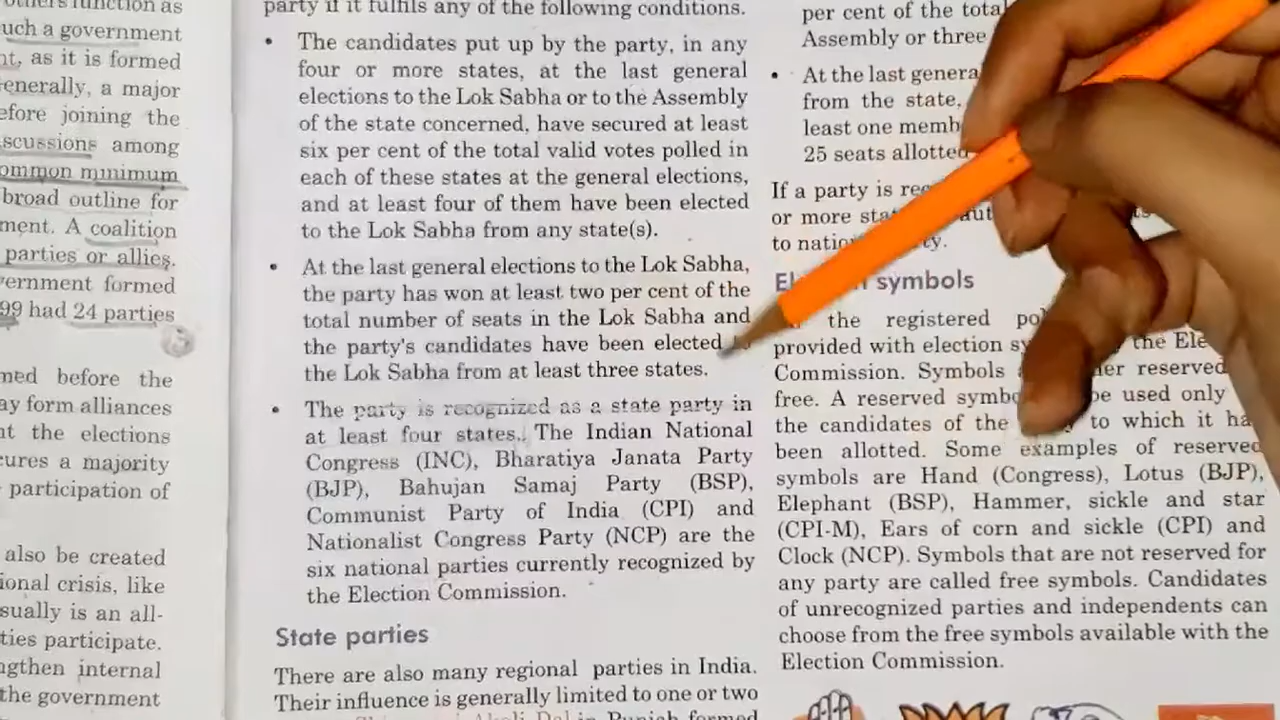 others function as
uch a government
nt, as it is formed
enerally, a major
efore joining the
scussions among
ommon minimum
broad outline for
ment. A coalition
parties or allies.
vernment formed
99 had 24 parties
med before the
ay form alliances
nt the elections
cures a majority
participation of
also be created
ional crisis, like
sually is an all-
ties participate.
ngthen internal
the government
party if it fulfils any of the following conditions.
• The candidates put up by the party, in any
four or more states, at the last general
elections to the Lok Sabha or to the Assembly
of the state concerned, have secured at least
six per cent of the total valid votes polled in
each of these states at the general elections,
and at least four of them have been elected
to the Lok Sabha from any state(s).
• At the last general elections to the Lok Sabha,
the party has won at least two per cent of the
total number of seats in the Lok Sabha and
the party's candidates have been elected
the Lok Sabha from at least three states.
• The party is recognized as a state party in
at least four states. The Indian National
Congress (INC), Bharatiya Janata Party
(BJP), Bahujan Samaj Party (BSP),
Communist Party of India (CPI) and
Nationalist Congress Party (NCP) are the
six national parties currently recognized by
the Election Commission.
State parties
There are also many regional parties in India.
Their influence is generally limited to one or two
per cent of the total
Assembly or three
• At the last genera
from the state,
least one memb
25 seats allotted
If a party is rec
or more sta
to natio
symbols
the registered po
provided with election sy the Ele
Commission. Symbols her reserved
free. A reserved symbo be used only
the candidates of the to which it ha
been allotted. Some examples of reserved
symbols are Hand (Congress), Lotus (BJP),
Elephant (BSP), Hammer, sickle and star
(CPI-M), Ears of corn and sickle (CPI) and
Clock (NCP). Symbols that are not reserved for
any party are called free symbols. Candidates
of unrecognized parties and independents can
choose from the free symbols available with the
Election Commission.